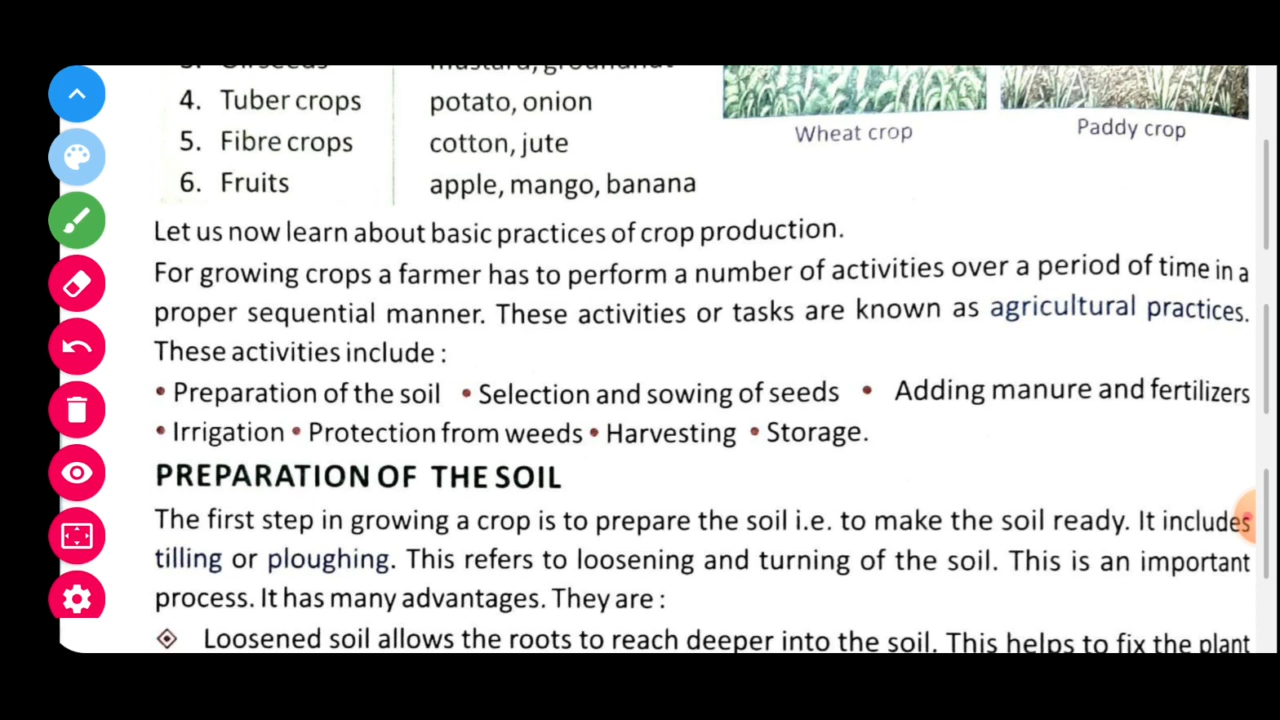 4. Tuber crops potato, onion
5. Fibre crops cotton, jute
6. Fruits apple, mango, banana
Wheat crop
Paddy crop
Let us now learn about basic practices of crop production.
For growing crops a farmer has to perform a number of activities over a period of time in a
proper sequential manner. These activities or tasks are known as agricultural practices.
These activities include :
• Preparation of the soil • Selection and sowing of seeds • Adding manure and fertilizers
• Irrigation • Protection from weeds • Harvesting • Storage.
PREPARATION OF THE SOIL
The first step in growing a crop is to prepare the soil i.e. to make the soil ready. It includes
tilling or ploughing. This refers to loosening and turning of the soil. This is an important
process. It has many advantages. They are :
Loosened soil allows the roots to reach deeper into the soil. This helps to fix the plant